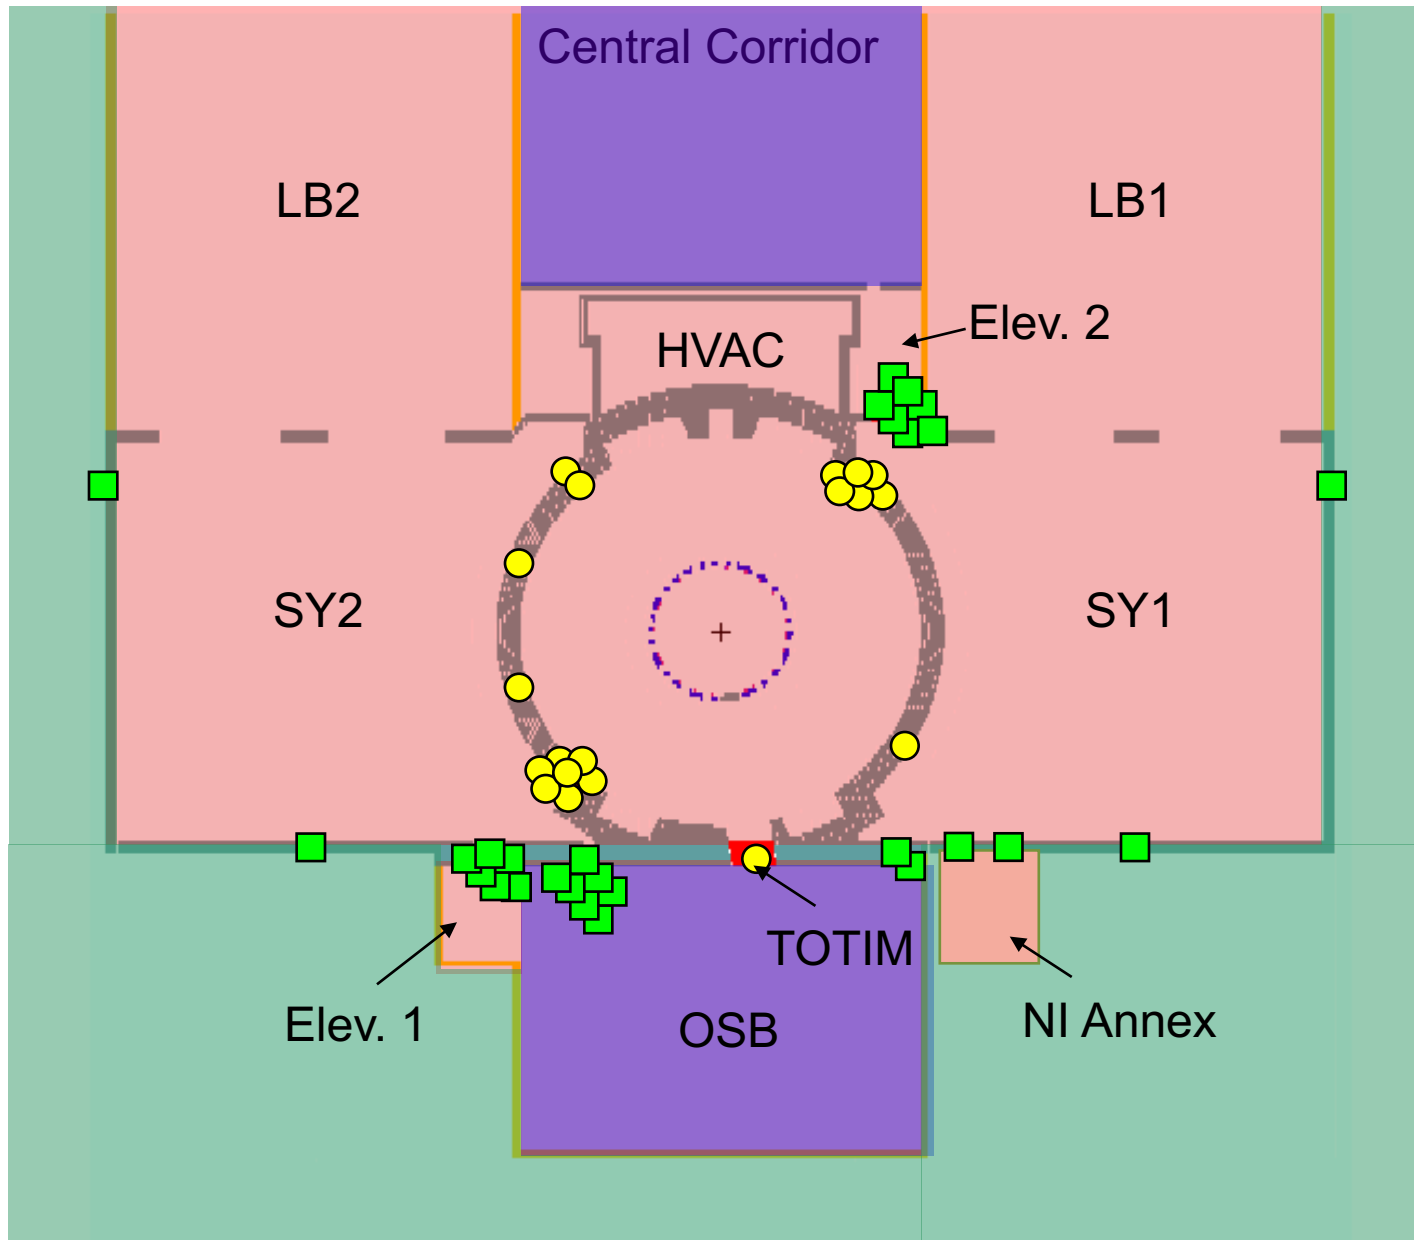 Central Corridor
LB2
LB1
Elev. 2
HVAC
SY2
SY1
TOTIM
Elev. 1
OSB
NI Annex